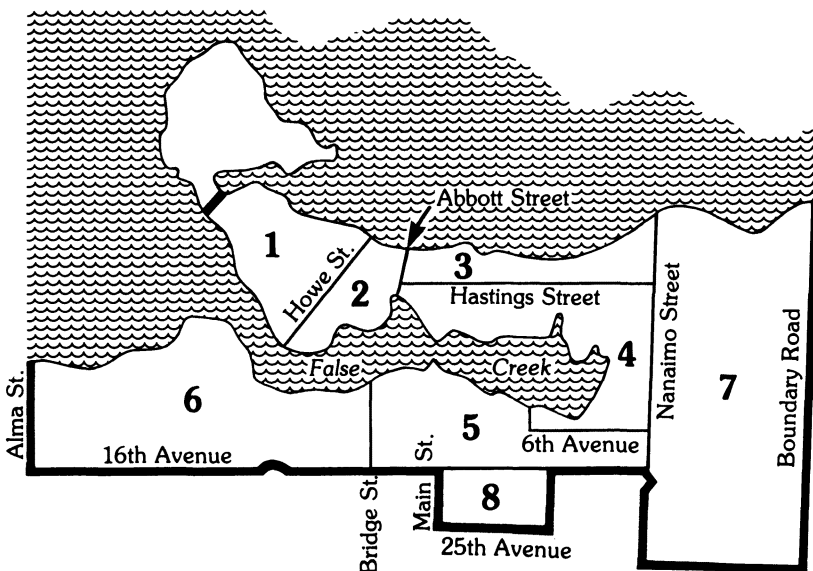 Abbott Street
1
Howe St.
2
3
Hastings Street
4
Nanaimo Street
7
Boundary Road
False Creek
Alma St.
6
16th Avenue
5
6th Avenue
Bridge St.
Main St.
8
25th Avenue